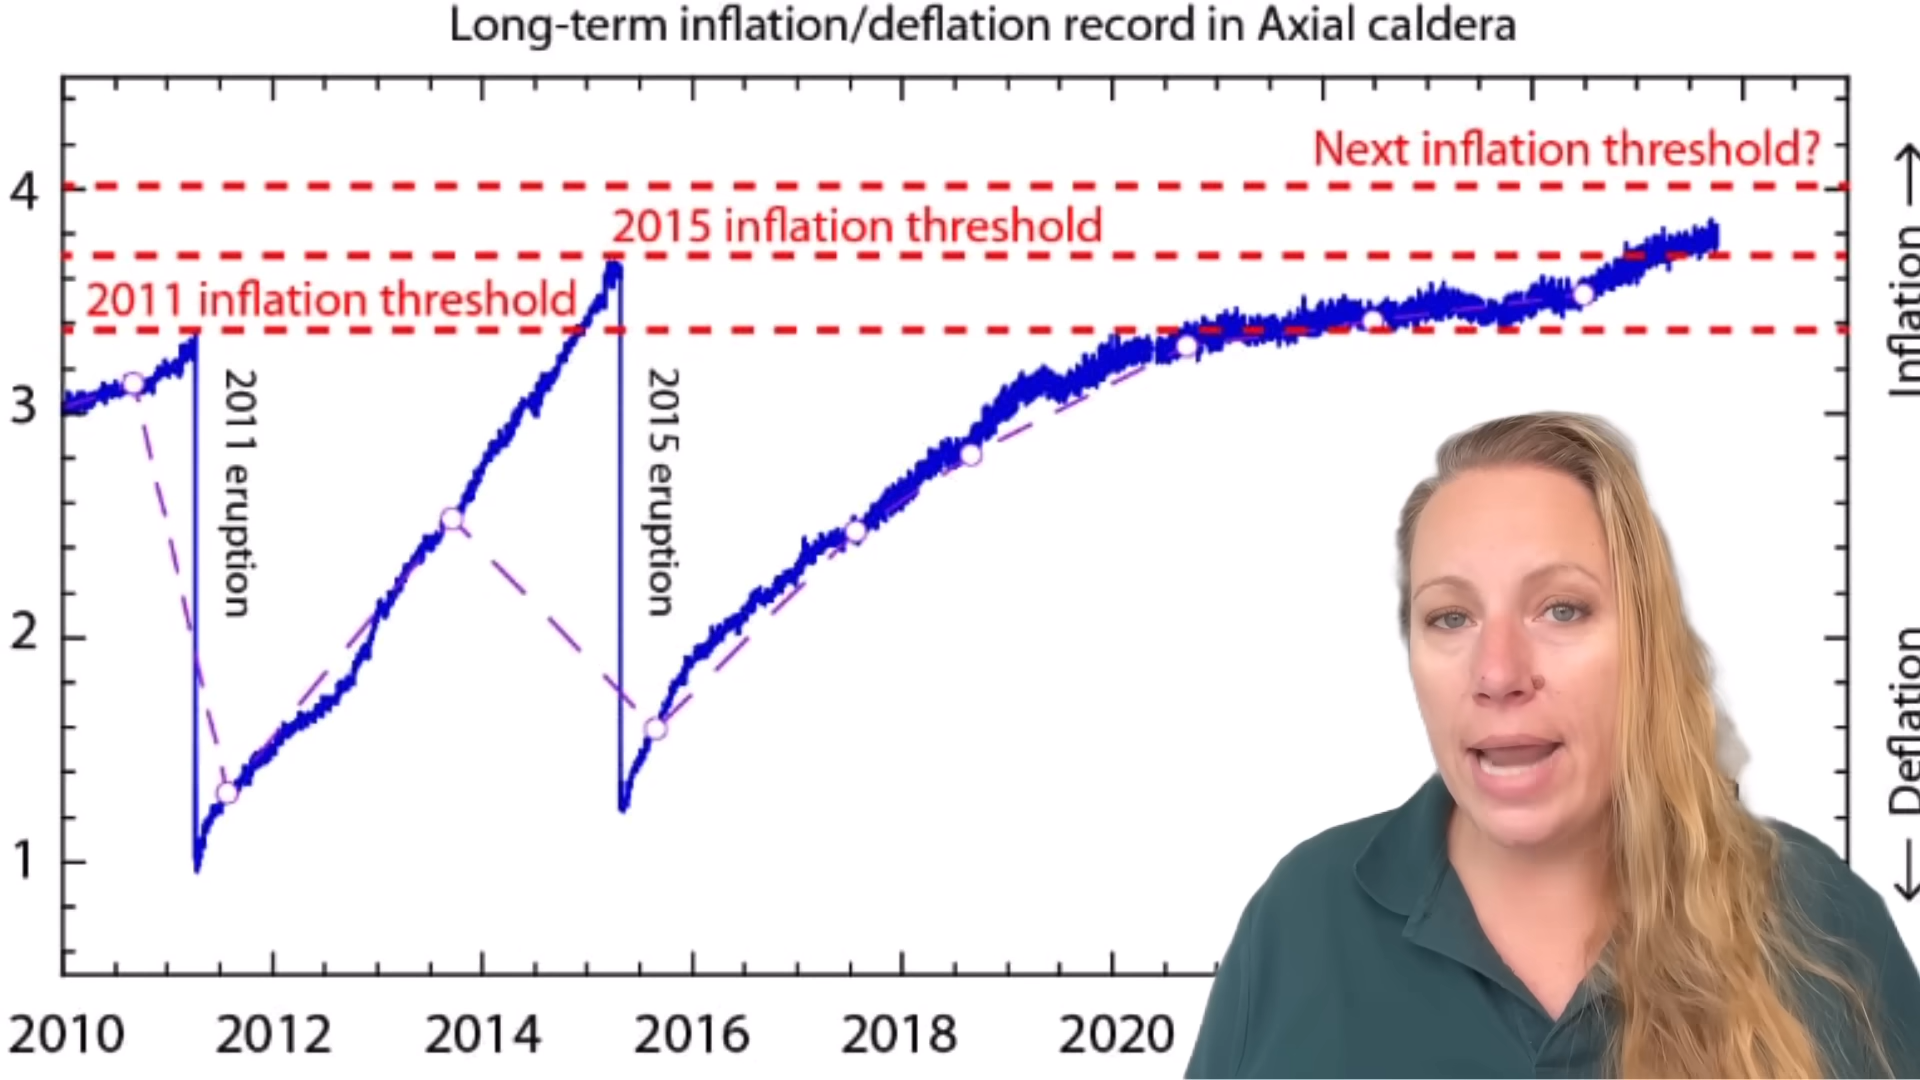 Long-term inflation/deflation record in Axial caldera
Next inflation threshold?
4
2015 inflation threshold
2011 inflation threshold
3
2011 eruption
2015 eruption
2
1
Inflation →
← Deflation
2010 2012 2014 2016 2018 2020